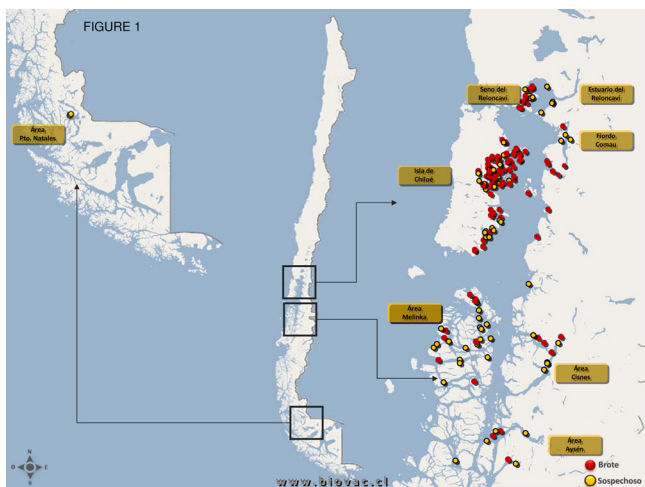 FIGURE 1
Seno del
Reloncaví.
Estuario del
Reloncaví.
Área.
Pto. Natales.
Fiordo.
Comau.
Isla de
Chiloé.
Área.
Melinka.
Área.
Cisnes.
Área.
Aysén.
Brote
Sospechoso
N
O
E
S
www.biovac.cl